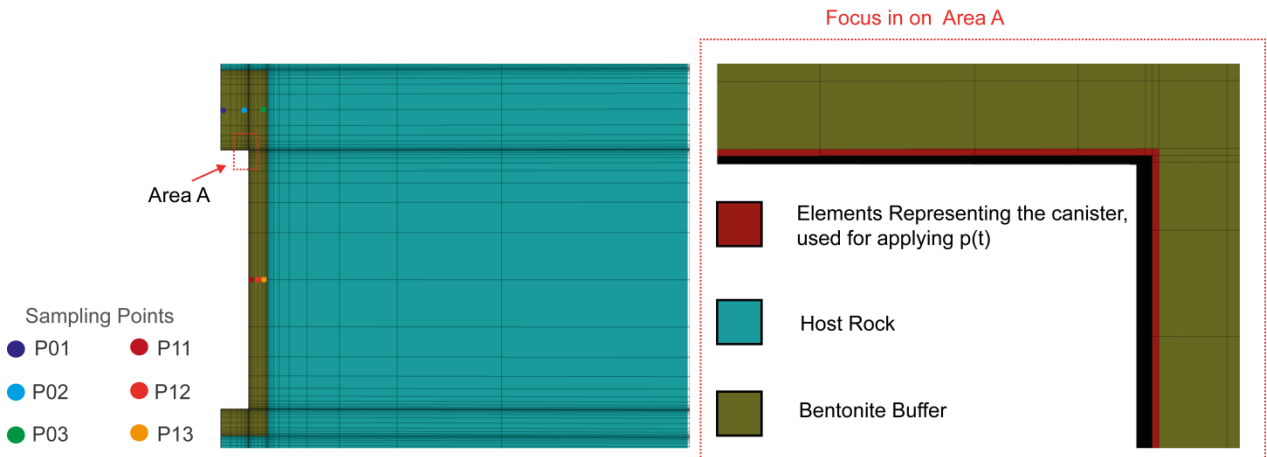 Focus in on Area A
Area A
Elements Representing the canister,
used for applying p(t)
Host Rock
Bentonite Buffer
Sampling Points
P01
P11
P02
P12
P03
P13